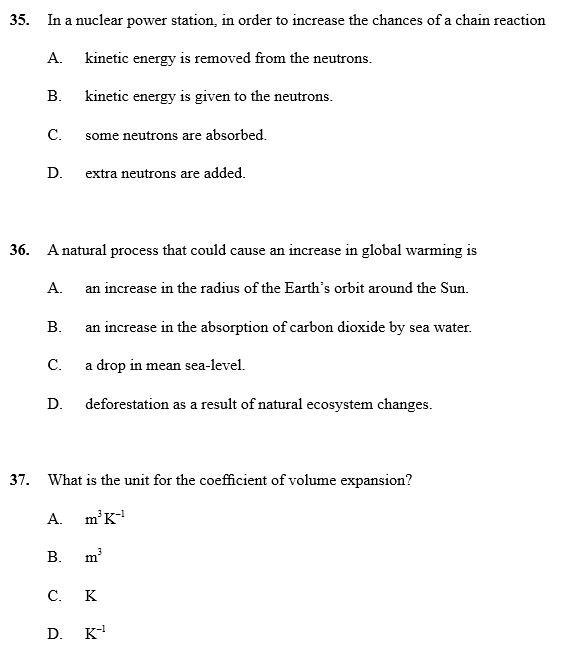 35. In a nuclear power station, in order to increase the chances of a chain reaction
A. kinetic energy is removed from the neutrons.
B. kinetic energy is given to the neutrons.
C. some neutrons are absorbed.
D. extra neutrons are added.
36. A natural process that could cause an increase in global warming is
A. an increase in the radius of the Earth’s orbit around the Sun.
B. an increase in the absorption of carbon dioxide by sea water.
C. a drop in mean sea-level.
D. deforestation as a result of natural ecosystem changes.
37. What is the unit for the coefficient of volume expansion?
A. m³K⁻¹
B. m³
C. K
D. K⁻¹